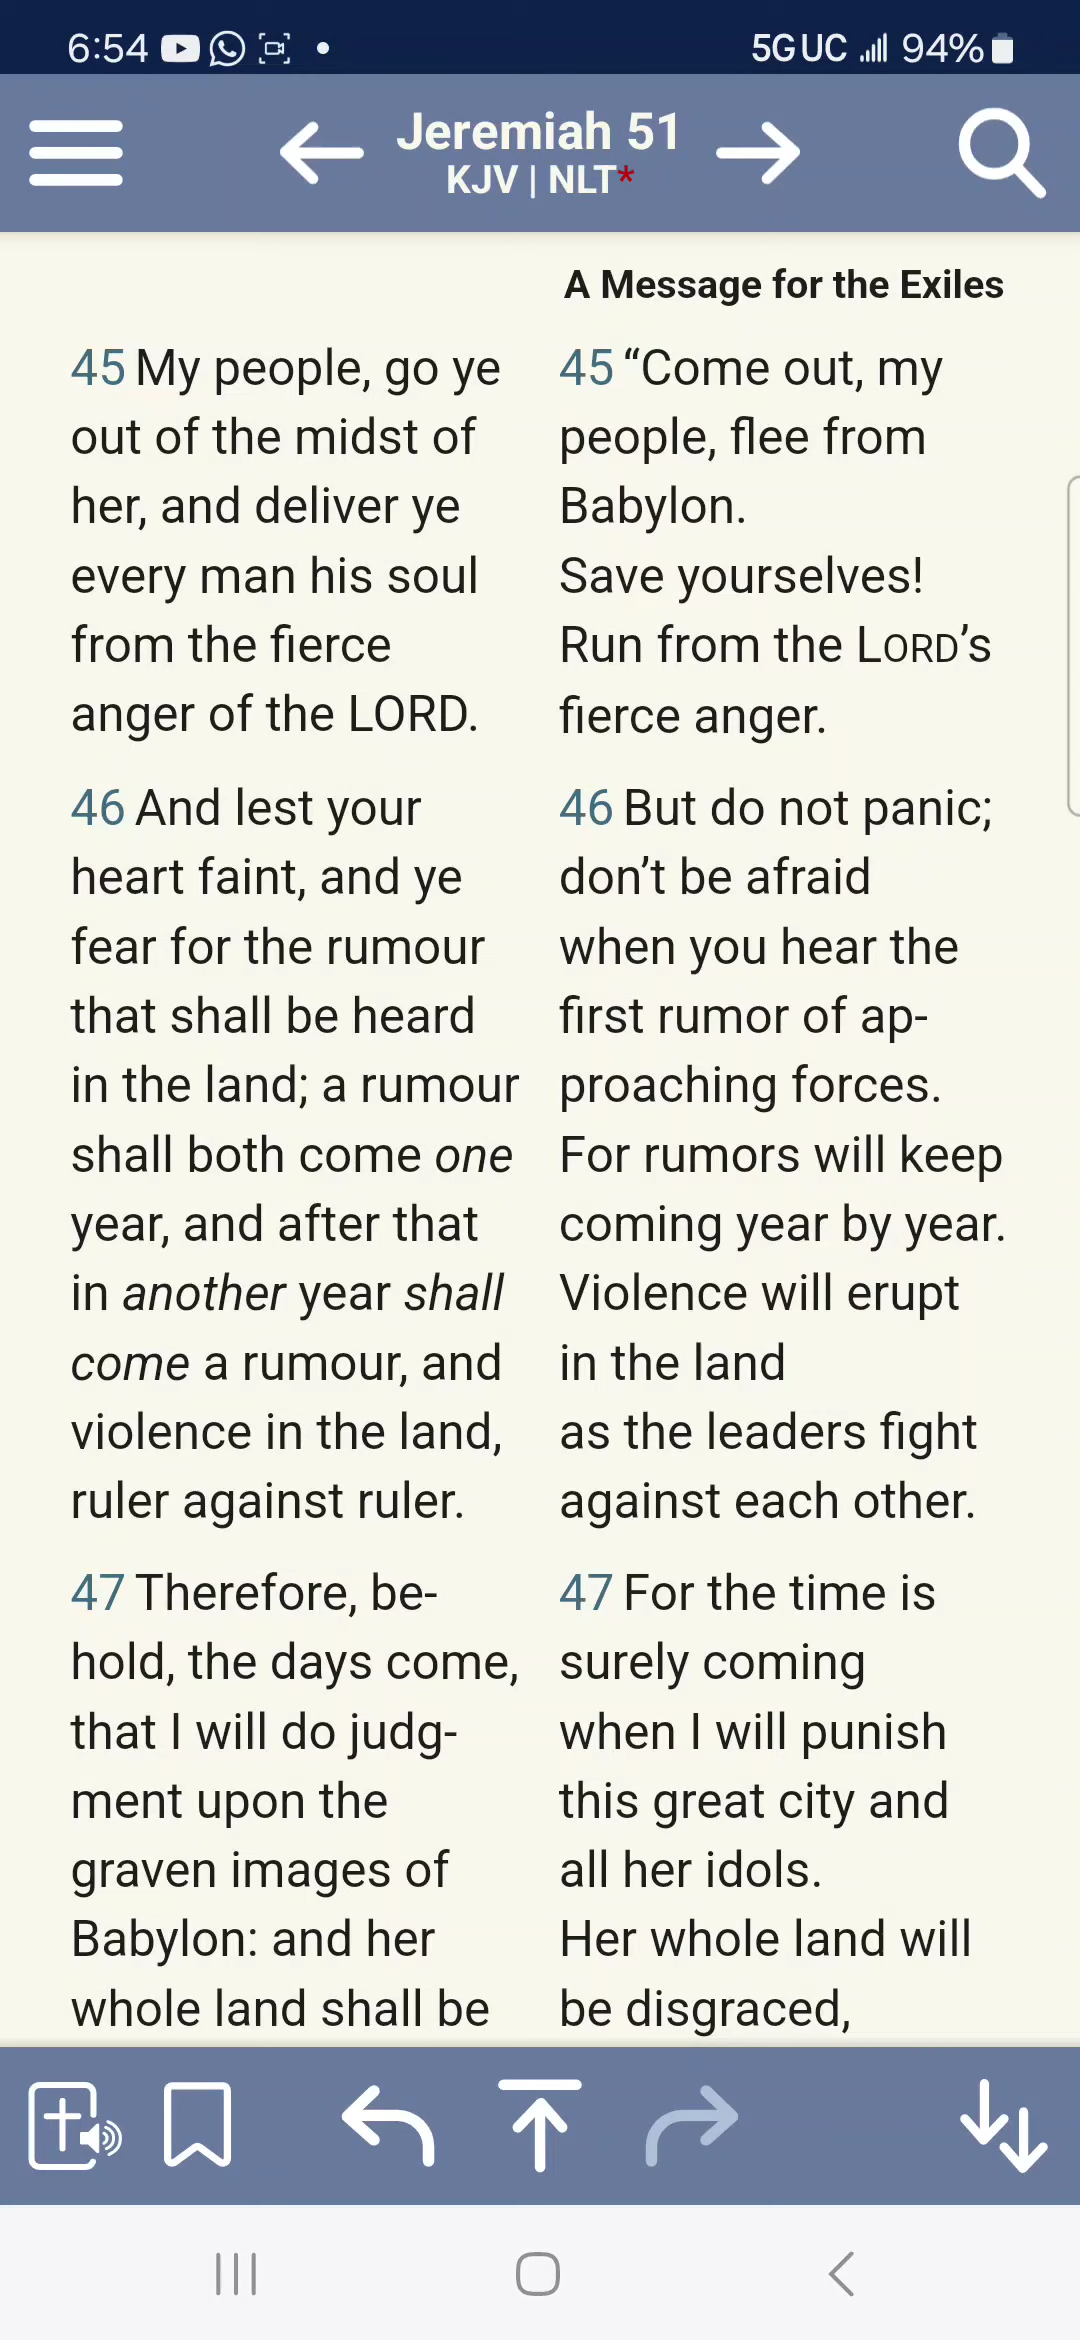 6:54
5G UC 94%
Jeremiah 51
KJV | NLT*
45 My people, go ye
out of the midst of
her, and deliver ye
every man his soul
from the fierce
anger of the LORD.
46 And lest your
heart faint, and ye
fear for the rumour
that shall be heard
in the land; a rumour
shall both come one
year, and after that
in another year shall
come a rumour, and
violence in the land,
ruler against ruler.
47 Therefore, be-
hold, the days come,
that I will do judg-
ment upon the
graven images of
Babylon: and her
whole land shall be
A Message for the Exiles
45 “Come out, my
people, flee from
Babylon.
Save yourselves!
Run from the LORD’s
fierce anger.
46 But do not panic;
don’t be afraid
when you hear the
first rumor of ap-
proaching forces.
For rumors will keep
coming year by year.
Violence will erupt
in the land
as the leaders fight
against each other.
47 For the time is
surely coming
when I will punish
this great city and
all her idols.
Her whole land will
be disgraced,